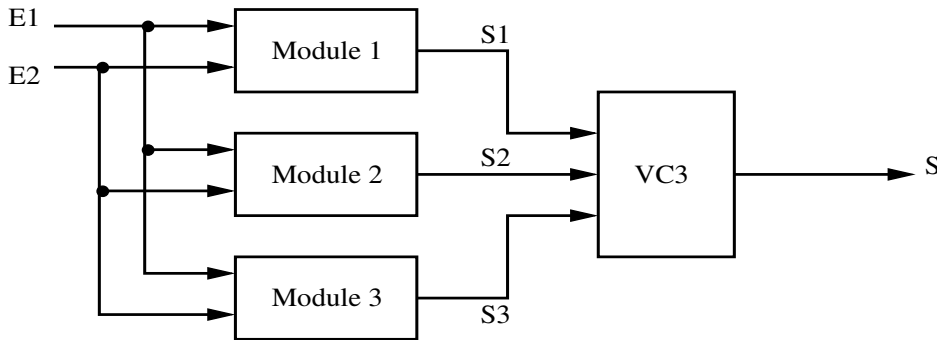 E1
E2
Module 1
S1
Module 2
S2
VC3
S
Module 3
S3